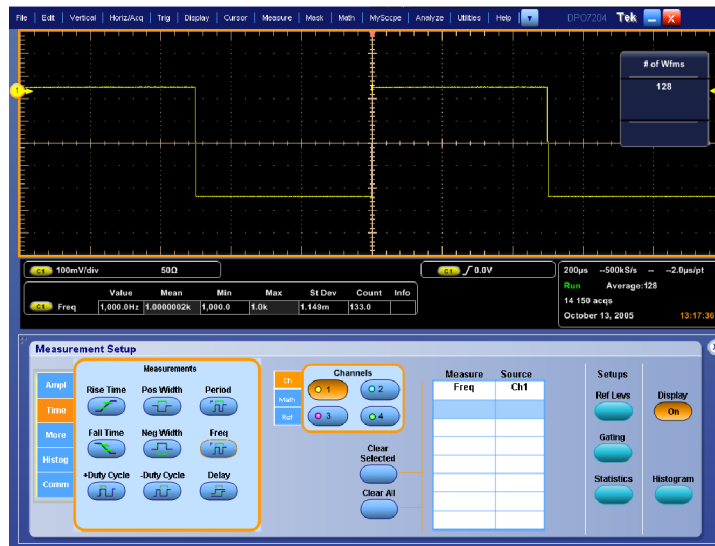 File | Edit | Vertical | Horiz/Acq | Trig | Display | Cursor | Measure | Mask | Math | MyScope | Analyze | Utilities | Help | DPO7204 Tek X
# of Wfms
128
1
C1 100mV/div 50Ω
C1 0.0V
200µs --500kS/s -- --2.0µs/pt
Run Average:128
14 150 acqs
October 13, 2005 13:17:36
Value Mean Min Max St Dev Count Info
C1 Freq 1,000.0Hz 1.0000002k 1,000.0 1.0k 1.149m 133.0
Measurement Setup
Ampl
Time
More
Histog
Comm
Measurements
Rise Time Pos Width Period
Fall Time Neg Width Freq
+Duty Cycle -Duty Cycle Delay
Ch
Math
Ref
Channels
1 2
3 4
Clear Selected
Clear All
Measure Source
Freq Ch1
Setups
Ref Levs
Gating
Statistics
Display
On
Histogram